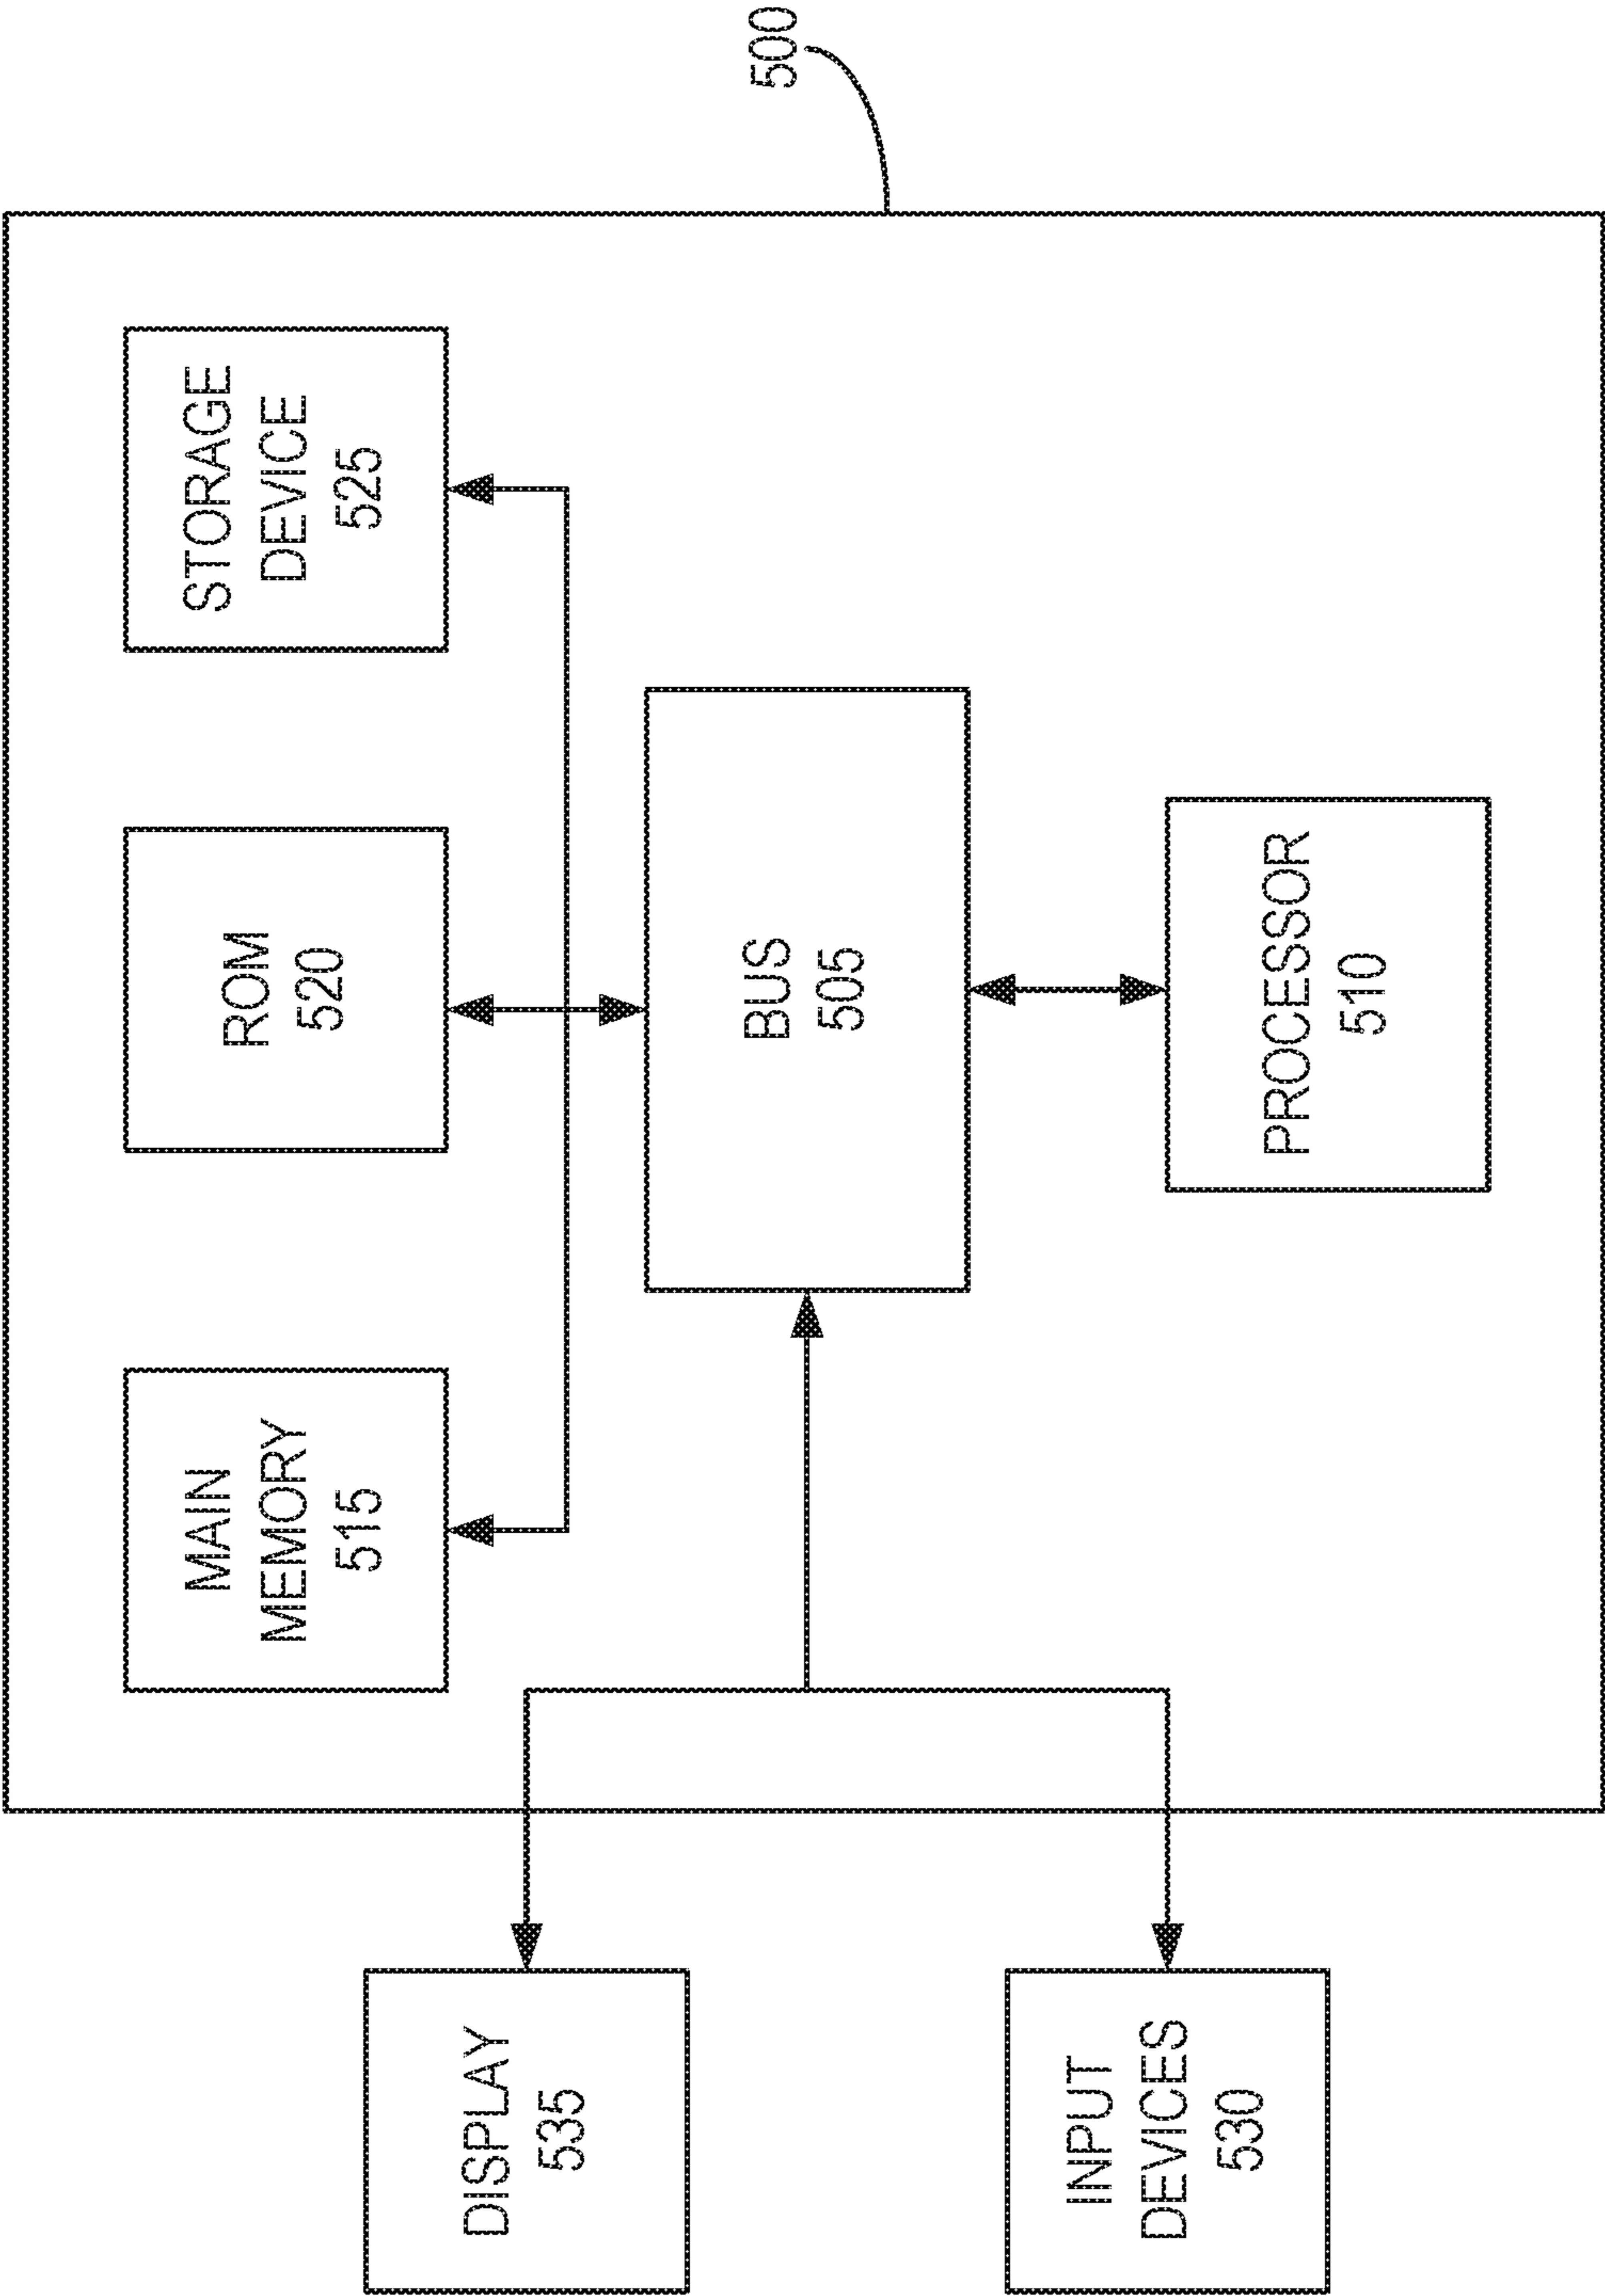 500
MAIN
MEMORY
515
ROM
520
STORAGE
DEVICE
525
DISPLAY
535
BUS
505
INPUT
DEVICES
530
PROCESSOR
510